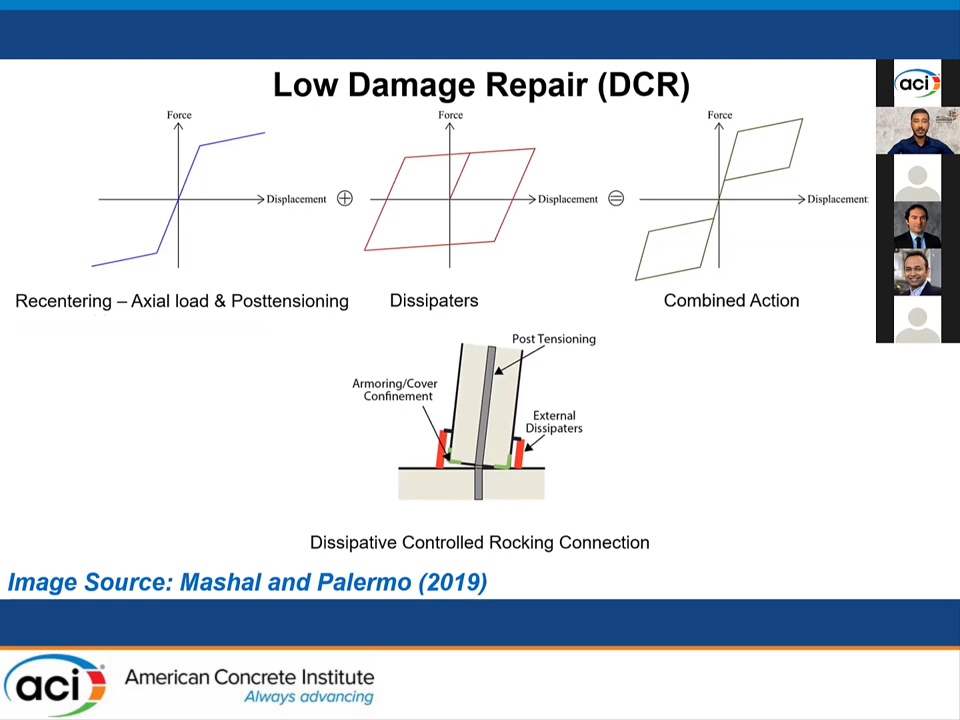 Low Damage Repair (DCR)
Force
Force
Force
Displacement
Displacement
Displacement
Recentering – Axial load & Posttensioning
Dissipaters
Combined Action
Post Tensioning
Armoring/Cover
Confinement
External
Dissipaters
Dissipative Controlled Rocking Connection
Image Source: Mashal and Palermo (2019)
aci
aci
American Concrete Institute
Always advancing